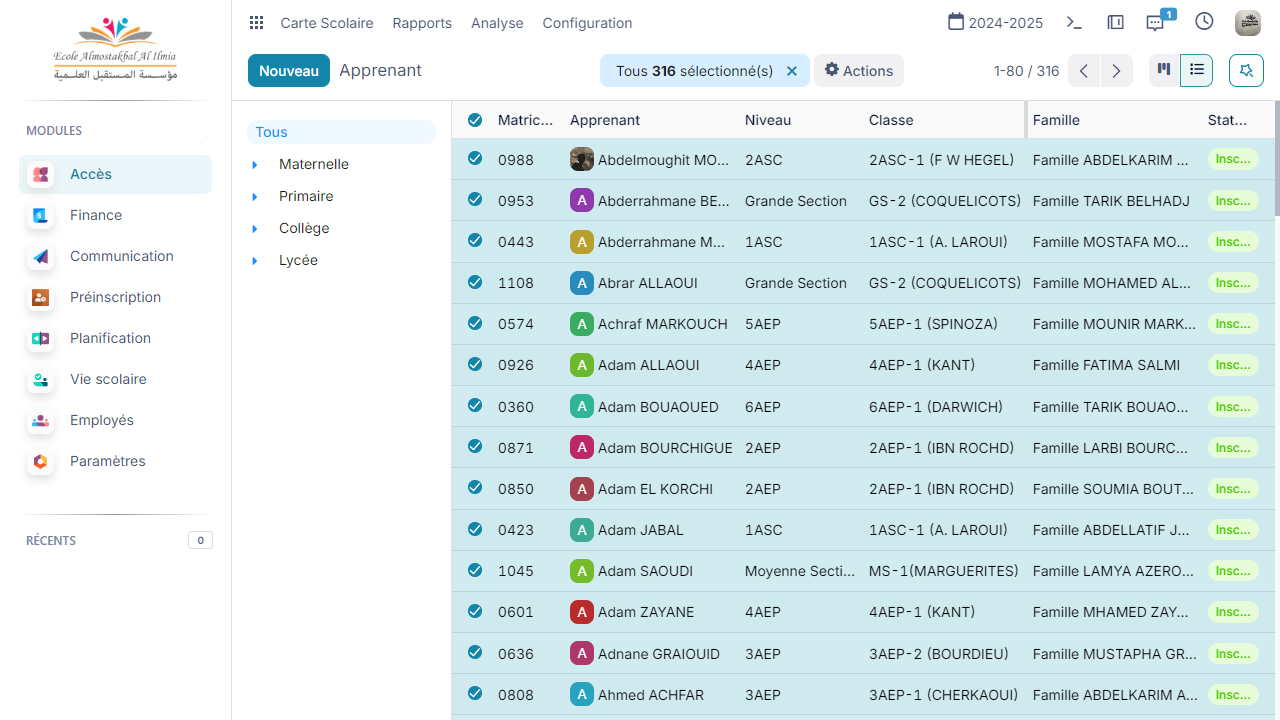 Ecole Almostakbal Al Ilmia
مؤسـسـة المـستقبل العلـمـية
Carte Scolaire
Rapports
Analyse
Configuration
2024-2025
1
Nouveau
Apprenant
Tous 316 sélectionné(s)
Actions
1-80 / 316
MODULES
Accès
Finance
Communication
Préinscription
Planification
Vie scolaire
Employés
Paramètres
RÉCENTS
0
Tous
Maternelle
Primaire
Collège
Lycée
Matric... Apprenant Niveau Classe Famille Stat...
0988 Abdelmoughit MO... 2ASC 2ASC-1 (F W HEGEL) Famille ABDELKARIM ... Insc...
0953 A Abderrahmane BE... Grande Section GS-2 (COQUELICOTS) Famille TARIK BELHADJ Insc...
0443 A Abderrahmane M... 1ASC 1ASC-1 (A. LAROUI) Famille MOSTAFA MO... Insc...
1108 A Abrar ALLAOUI Grande Section GS-2 (COQUELICOTS) Famille MOHAMED AL... Insc...
0574 A Achraf MARKOUCH 5AEP 5AEP-1 (SPINOZA) Famille MOUNIR MARK... Insc...
0926 A Adam ALLAOUI 4AEP 4AEP-1 (KANT) Famille FATIMA SALMI Insc...
0360 A Adam BOUAOUED 6AEP 6AEP-1 (DARWICH) Famille TARIK BOUAO... Insc...
0871 A Adam BOURCHIGUE 2AEP 2AEP-1 (IBN ROCHD) Famille LARBI BOURC... Insc...
0850 A Adam EL KORCHI 2AEP 2AEP-1 (IBN ROCHD) Famille SOUMIA BOUT... Insc...
0423 A Adam JABAL 1ASC 1ASC-1 (A. LAROUI) Famille ABDELLATIF J... Insc...
1045 A Adam SAOUDI Moyenne Secti... MS-1(MARGUERITES) Famille LAMYA AZERO... Insc...
0601 A Adam ZAYANE 4AEP 4AEP-1 (KANT) Famille MHAMED ZAY... Insc...
0636 A Adnane GRAIOUID 3AEP 3AEP-2 (BOURDIEU) Famille MUSTAPHA GR... Insc...
0808 A Ahmed ACHFAR 3AEP 3AEP-1 (CHERKAOUI) Famille ABDELKARIM A... Insc...